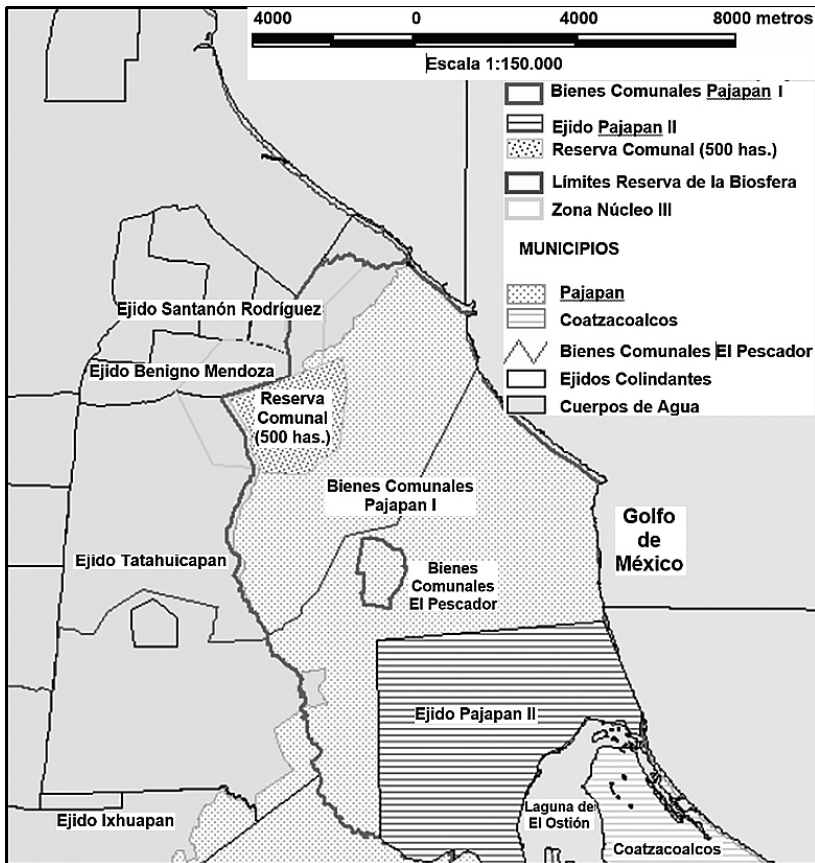 4000 0 4000 8000 metros
Escala 1:150.000
Bienes Comunales Pajapan I
Ejido Pajapan II
Reserva Comunal (500 has.)
Límites Reserva de la Biosfera
Zona Núcleo III
MUNICIPIOS
Pajapan
Coatzacoalcos
Bienes Comunales El Pescador
Ejidos Colindantes
Cuerpos de Agua
Ejido Santanón Rodríguez
Ejido Benigno Mendoza
Reserva
Comunal
(500 has.)
Bienes Comunales
Pajapan I
Golfo
de
México
Ejido Tatahuicapan
Bienes
Comunales
El Pescador
Ejido Pajapan II
Laguna de
El Ostión
Ejido Ixhuapan
Coatzacoalcos